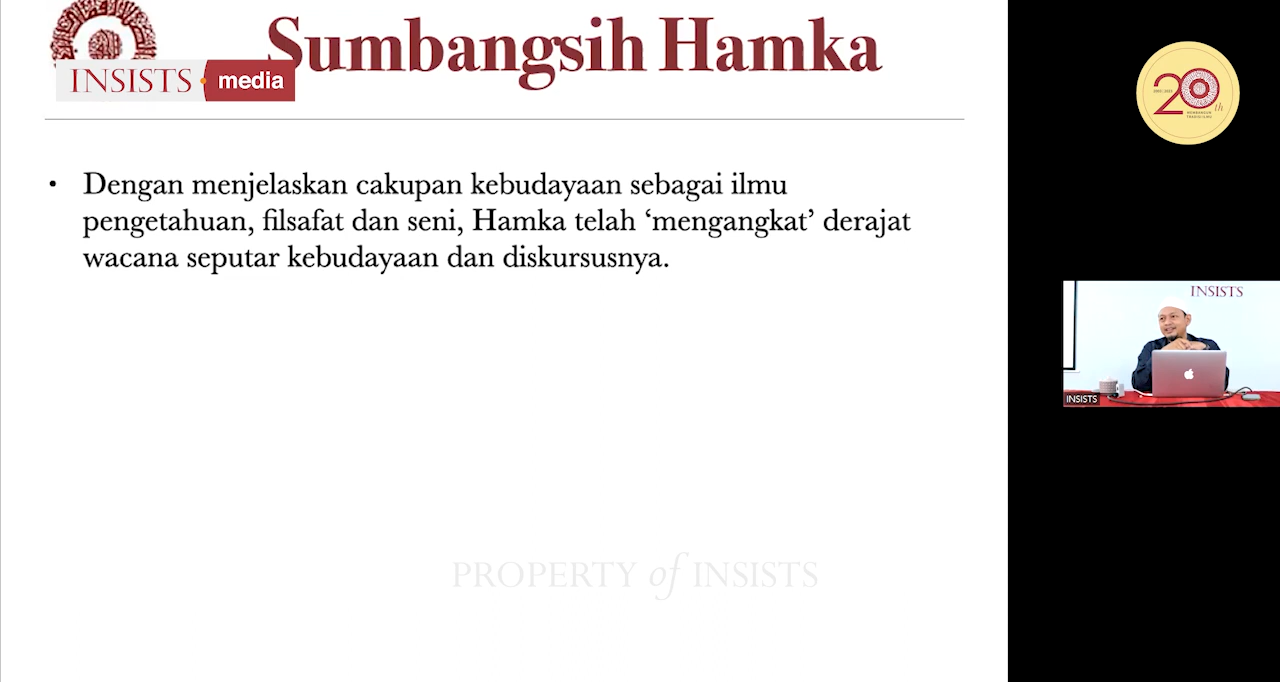 Sumbangsih Hamka
INSISTS media
• Dengan menjelaskan cakupan kebudayaan sebagai ilmu
pengetahuan, filsafat dan seni, Hamka telah ‘mengangkat’ derajat
wacana seputar kebudayaan dan diskursusnya.
PROPERTY of INSISTS
20th
INSISTS
INSISTS